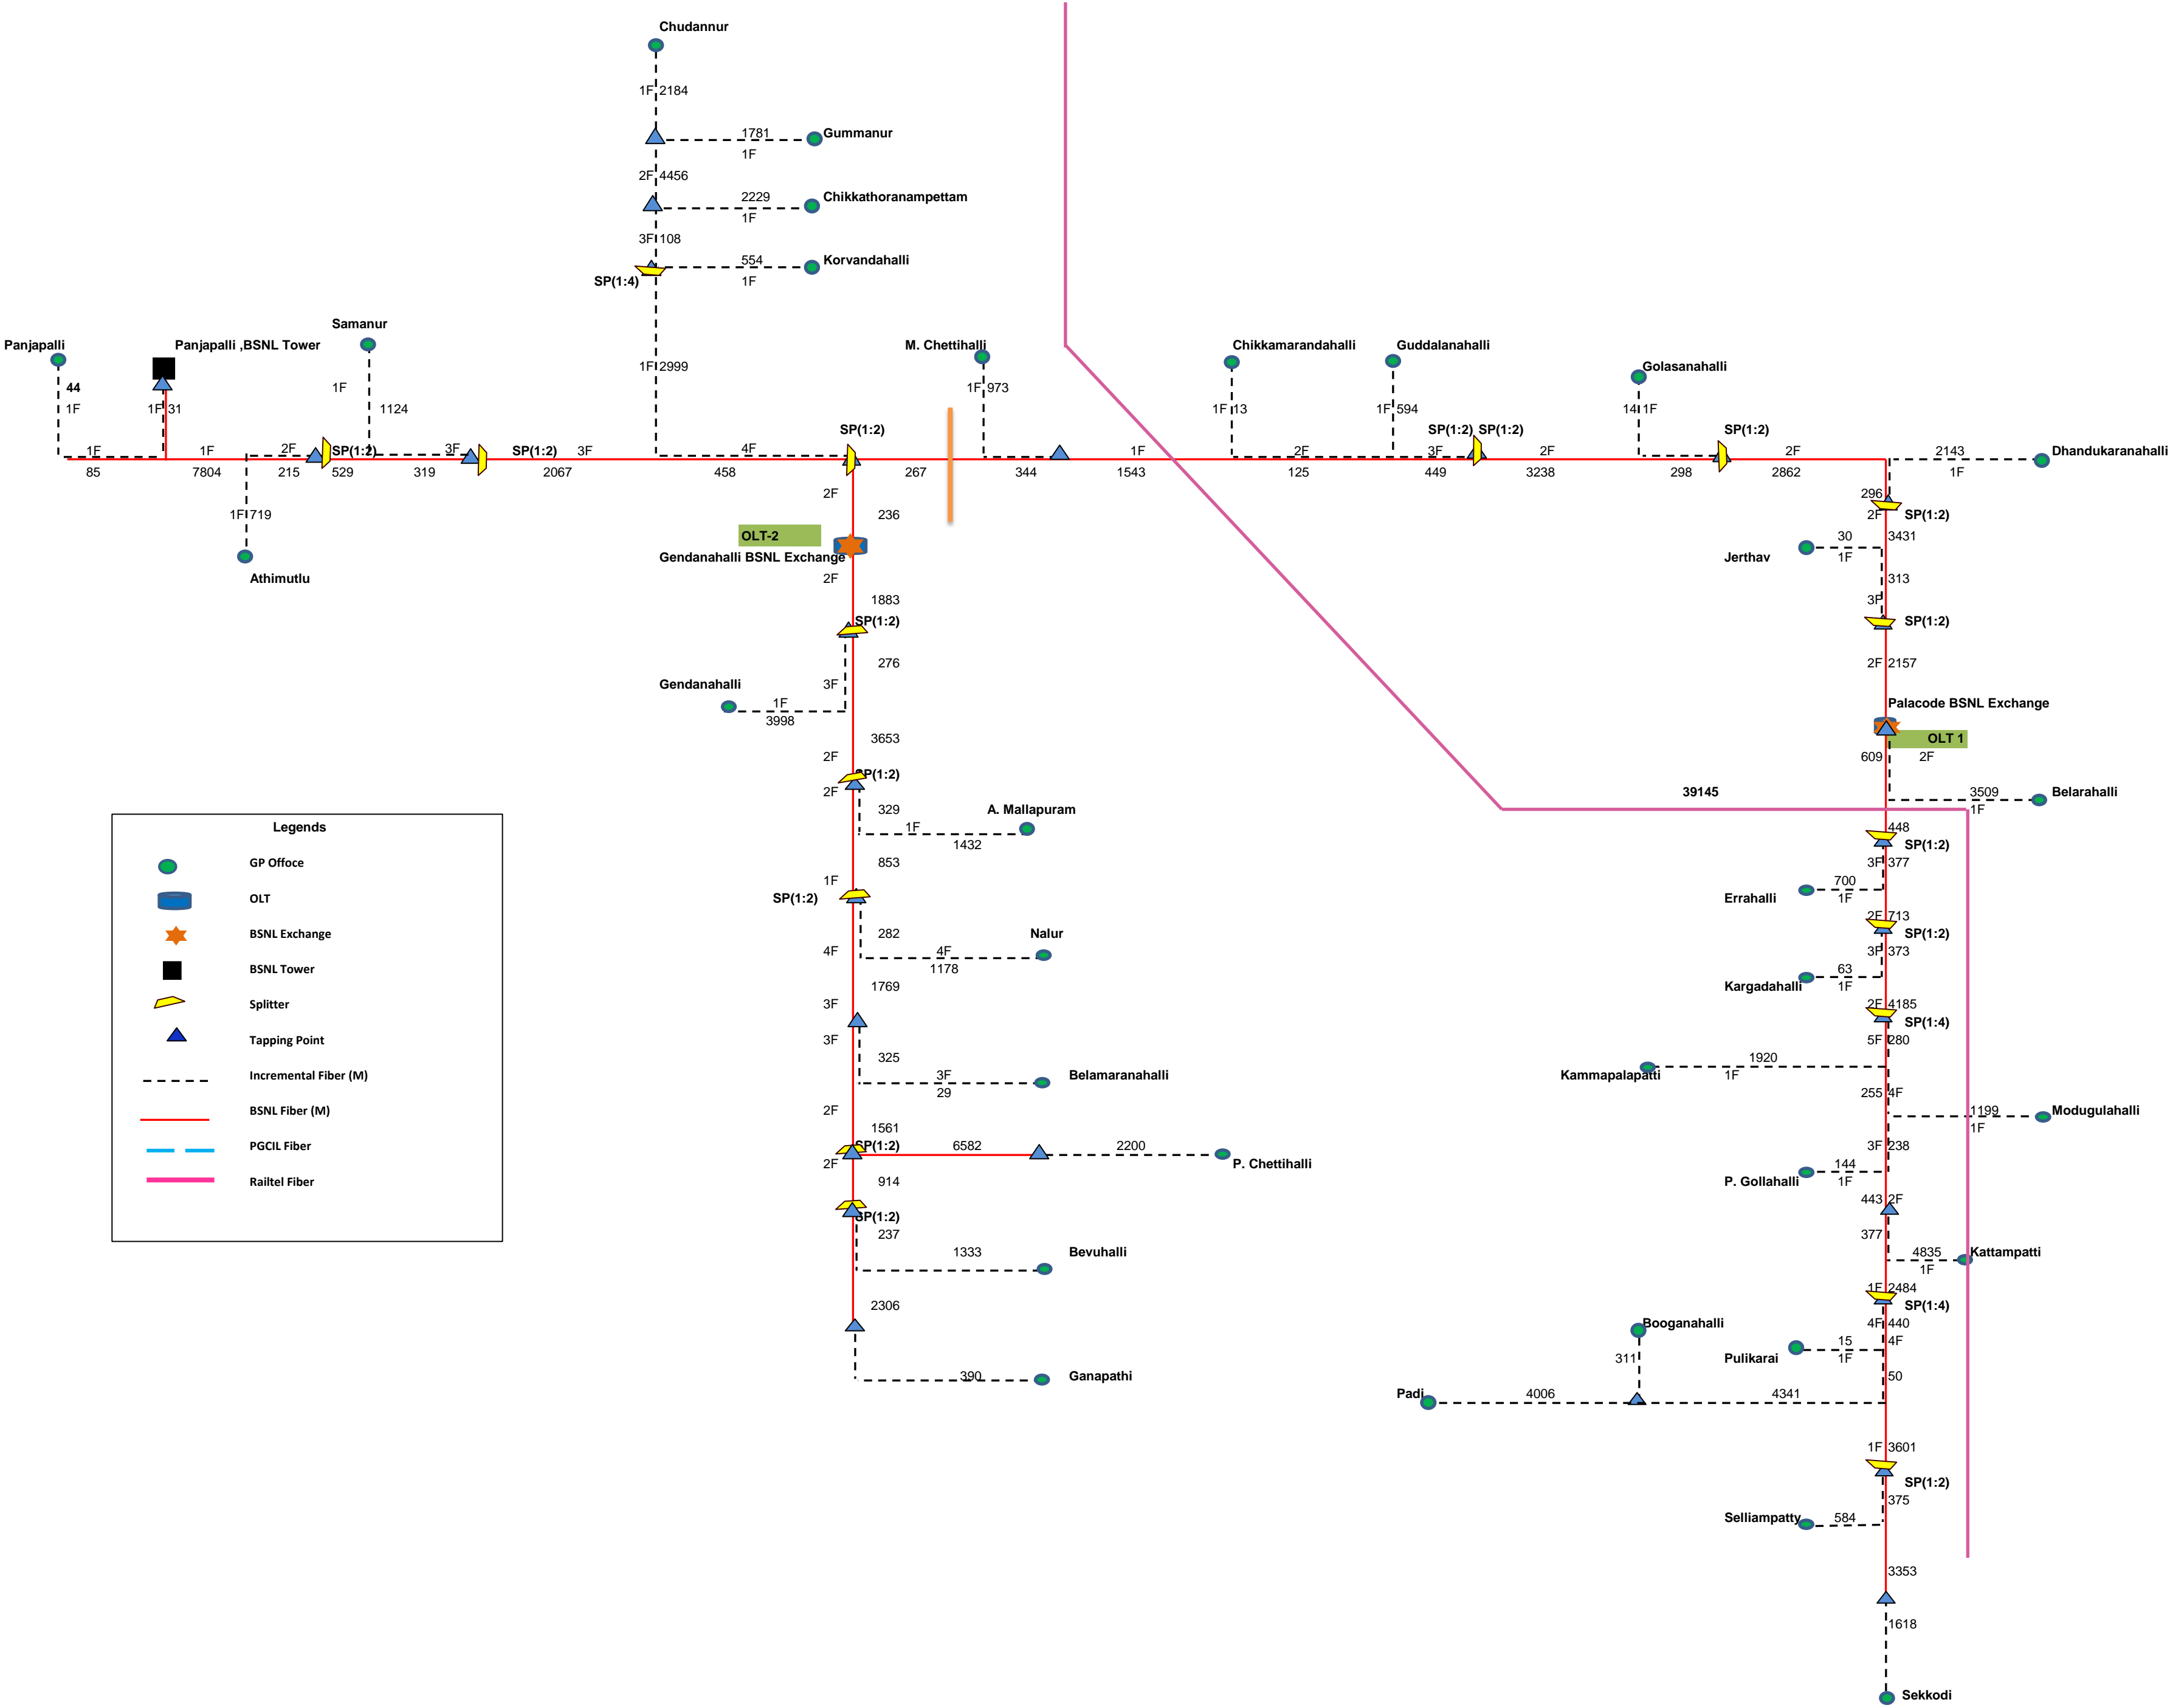 Chudannur
1F 2184
1781 Gummanur
1F
2F 4456
2229 Chikkathoranampettam
1F
3F 108
554 Korvandahalli
1F
SP(1:4)
Samanur
Panjapalli
Panjapalli ,BSNL Tower
M. Chettihalli
Chikkamarandahalli
Guddalanahalli
Golasanahalli
1F 2999
44
1F
1F 31
1F
1124
1F 973
1F 13
1F 594
14 1F
SP(1:2)
SP(1:2) SP(1:2)
SP(1:2)
1F 1F 2F SP(1:2) 3F SP(1:2) 3F 4F 1F 2F 3F 2F 2F
2143 Dhandukaranahalli
1F
85 7804 215 529 319 2067 458 267 344 1543 125 449 3238 298 2862
2F
236
296
2F SP(1:2)
1F 719
Athimutlu
OLT-2
Gendanahalli BSNL Exchange
2F
1883
SP(1:2)
276
3F
Gendanahalli
1F
3998
3431
30
1F
Jerthav
313
3F
SP(1:2)
2F 2157
Palacode BSNL Exchange
OLT 1
609 2F
3509 Belarahalli
1F
39145
3653
2F
SP(1:2)
2F
329
1F
A. Mallapuram
1432
853
1F
SP(1:2)
282
4F
4F
1178
Nalur
1769
3F
3F
325
3F
29
Belamaranahalli
2F
1561
SP(1:2)
6582 2200
P. Chettihalli
2F
914
SP(1:2)
237
1333 Bevuhalli
2306
390 Ganapathi
448
SP(1:2)
3F 377
700
1F
Errahalli
2F 713
SP(1:2)
3F 373
63
1F
Kargadahalli
2F 4185
SP(1:4)
5F 280
1920
1F
Kammapalapatti
255 4F
1199 Modugulahalli
1F
3F 238
144
1F
P. Gollahalli
443 2F
377
4835 Kattampatti
1F
1F 2484
SP(1:4)
4F 440
Booganahalli
15 4F
1F
Pulikarai
311
50
Padi
4006 4341
1F 3601
SP(1:2)
375
Selliampatty 584
3353
1618
Sekkodi
Legends
GP Offoce
OLT
BSNL Exchange
BSNL Tower
Splitter
Tapping Point
Incremental Fiber (M)
BSNL Fiber (M)
PGCIL Fiber
Railtel Fiber